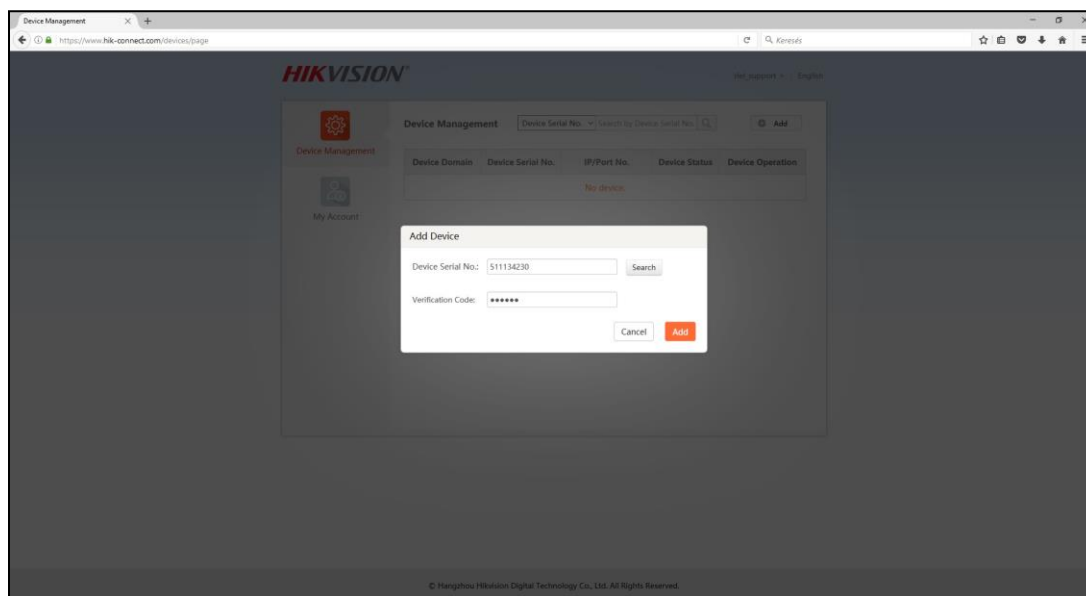 Device Management
https://www.hik-connect.com/devices/page
Keresés
HIKVISION®
net_support English
Device Management
Device Management Device Serial No. Search by Device Serial No. Add
My Account
Device Domain Device Serial No. IP/Port No. Device Status Device Operation
No device.
Add Device
Device Serial No.: 511134230 Search
Verification Code: ••••••
Cancel Add
© Hangzhou Hikvision Digital Technology Co., Ltd. All Rights Reserved.